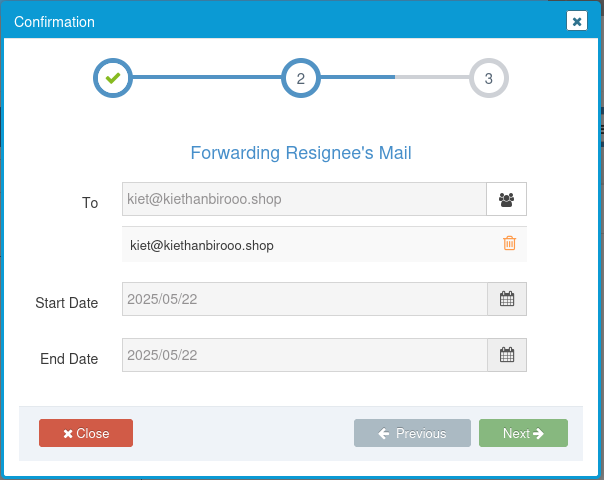 Confirmation
2
3
Forwarding Resignee's Mail
To
kiet@kiethanbirooo.shop
kiet@kiethanbirooo.shop
Start Date
2025/05/22
End Date
2025/05/22
Close
Previous
Next